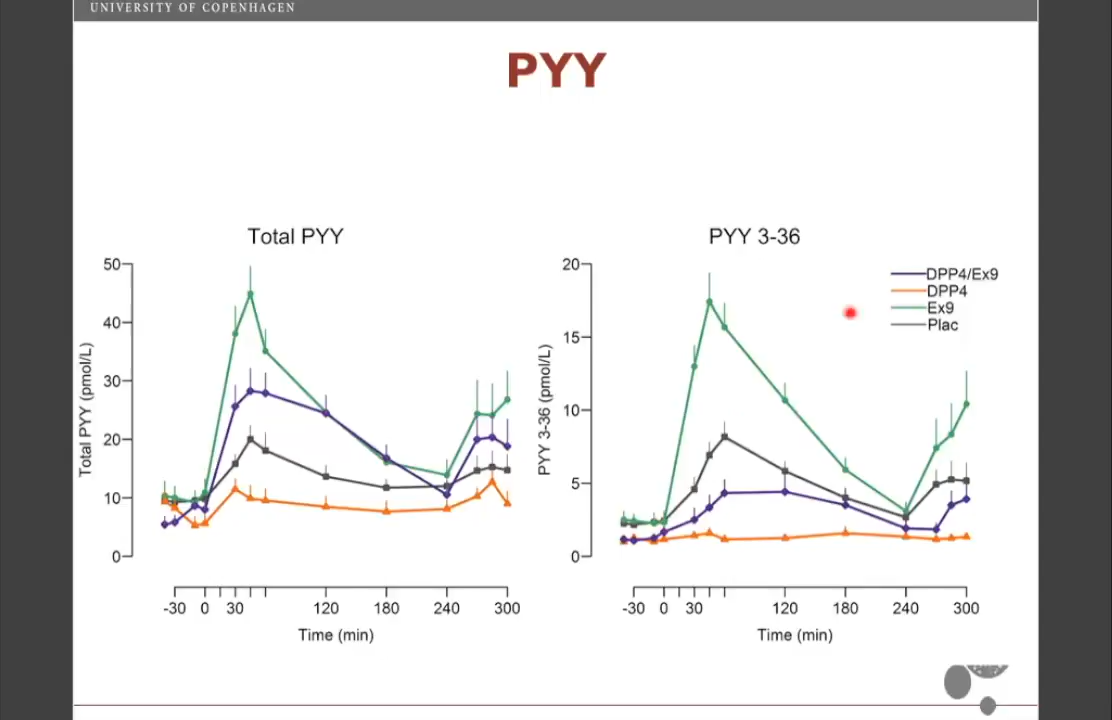 UNIVERSITY OF COPENHAGEN
PYY
Total PYY
50
40
30
20
10
0
Total PYY (pmol/L)
-30 0 30 120 180 240 300
Time (min)
PYY 3-36
20
15
10
5
0
PYY 3-36 (pmol/L)
-30 0 30 120 180 240 300
Time (min)
DPP4/Ex9
DPP4
Ex9
Plac